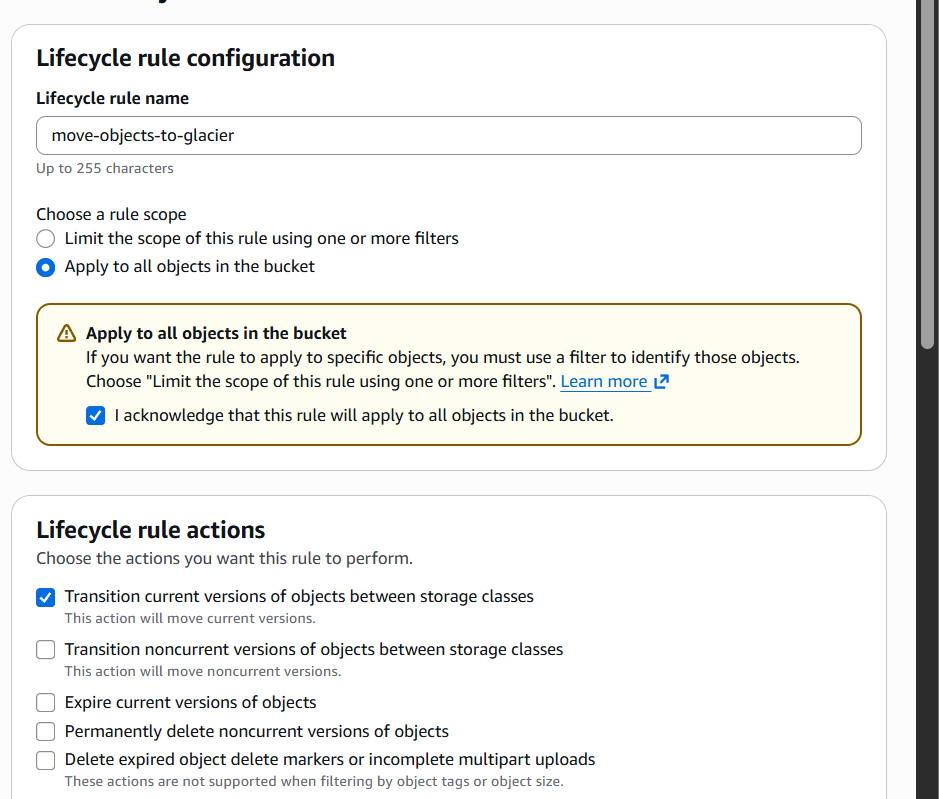 Lifecycle rule configuration
Lifecycle rule name
move-objects-to-glacier
Up to 255 characters
Choose a rule scope
Limit the scope of this rule using one or more filters
Apply to all objects in the bucket
Apply to all objects in the bucket
If you want the rule to apply to specific objects, you must use a filter to identify those objects.
Choose "Limit the scope of this rule using one or more filters". Learn more
I acknowledge that this rule will apply to all objects in the bucket.
Lifecycle rule actions
Choose the actions you want this rule to perform.
Transition current versions of objects between storage classes
This action will move current versions.
Transition noncurrent versions of objects between storage classes
This action will move noncurrent versions.
Expire current versions of objects
Permanently delete noncurrent versions of objects
Delete expired object delete markers or incomplete multipart uploads
These actions are not supported when filtering by object tags or object size.